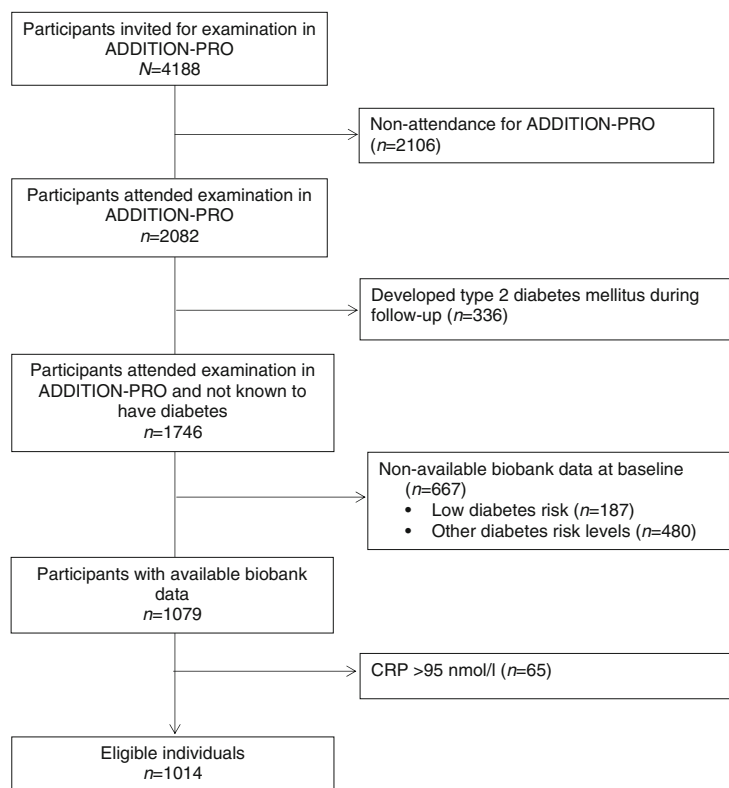 Participants invited for examination in
ADDITION-PRO
N=4188
Non-attendance for ADDITION-PRO
(n=2106)
Participants attended examination in
ADDITION-PRO
n=2082
Developed type 2 diabetes mellitus during
follow-up (n=336)
Participants attended examination in
ADDITION-PRO and not known to
have diabetes
n=1746
Non-available biobank data at baseline
(n=667)
• Low diabetes risk (n=187)
• Other diabetes risk levels (n=480)
Participants with available biobank
data
n=1079
CRP >95 nmol/l (n=65)
Eligible individuals
n=1014